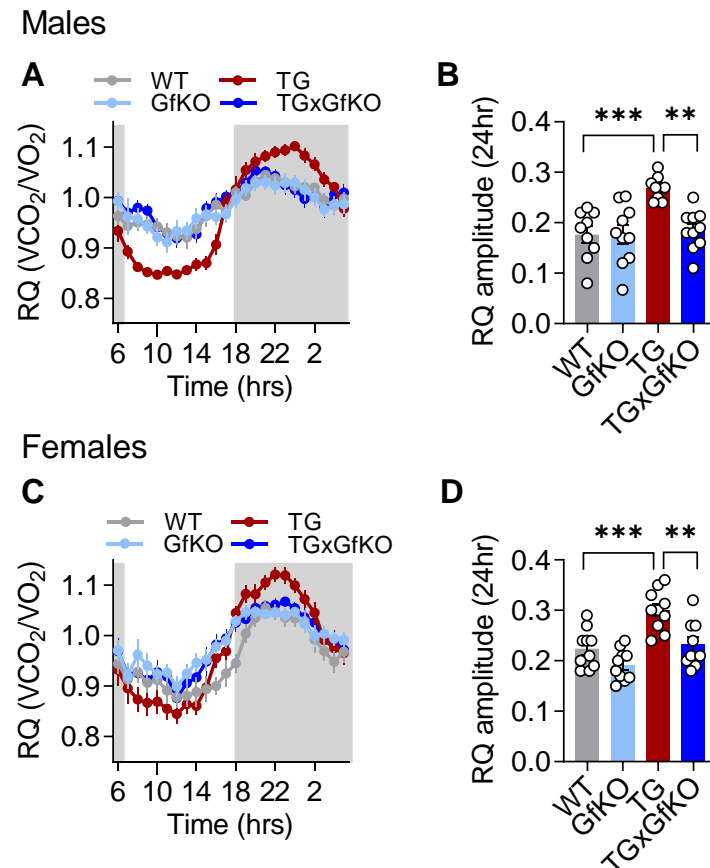 Males
A
WT TG
GfKO TGxGfKO
RQ (VCO₂/VO₂)
1.1
1.0
0.9
0.8
6 10 14 18 22 2
Time (hrs)
B
*** **
RQ amplitude (24hr)
0.4
0.3
0.2
0.1
0.0
WT
GfKO
TG
TGxGfKO
Females
C
WT TG
GfKO TGxGfKO
RQ (VCO₂/VO₂)
1.1
1.0
0.9
0.8
6 10 14 18 22 2
Time (hrs)
D
*** **
RQ amplitude (24hr)
0.4
0.3
0.2
0.1
0.0
WT
GfKO
TG
TGxGfKO